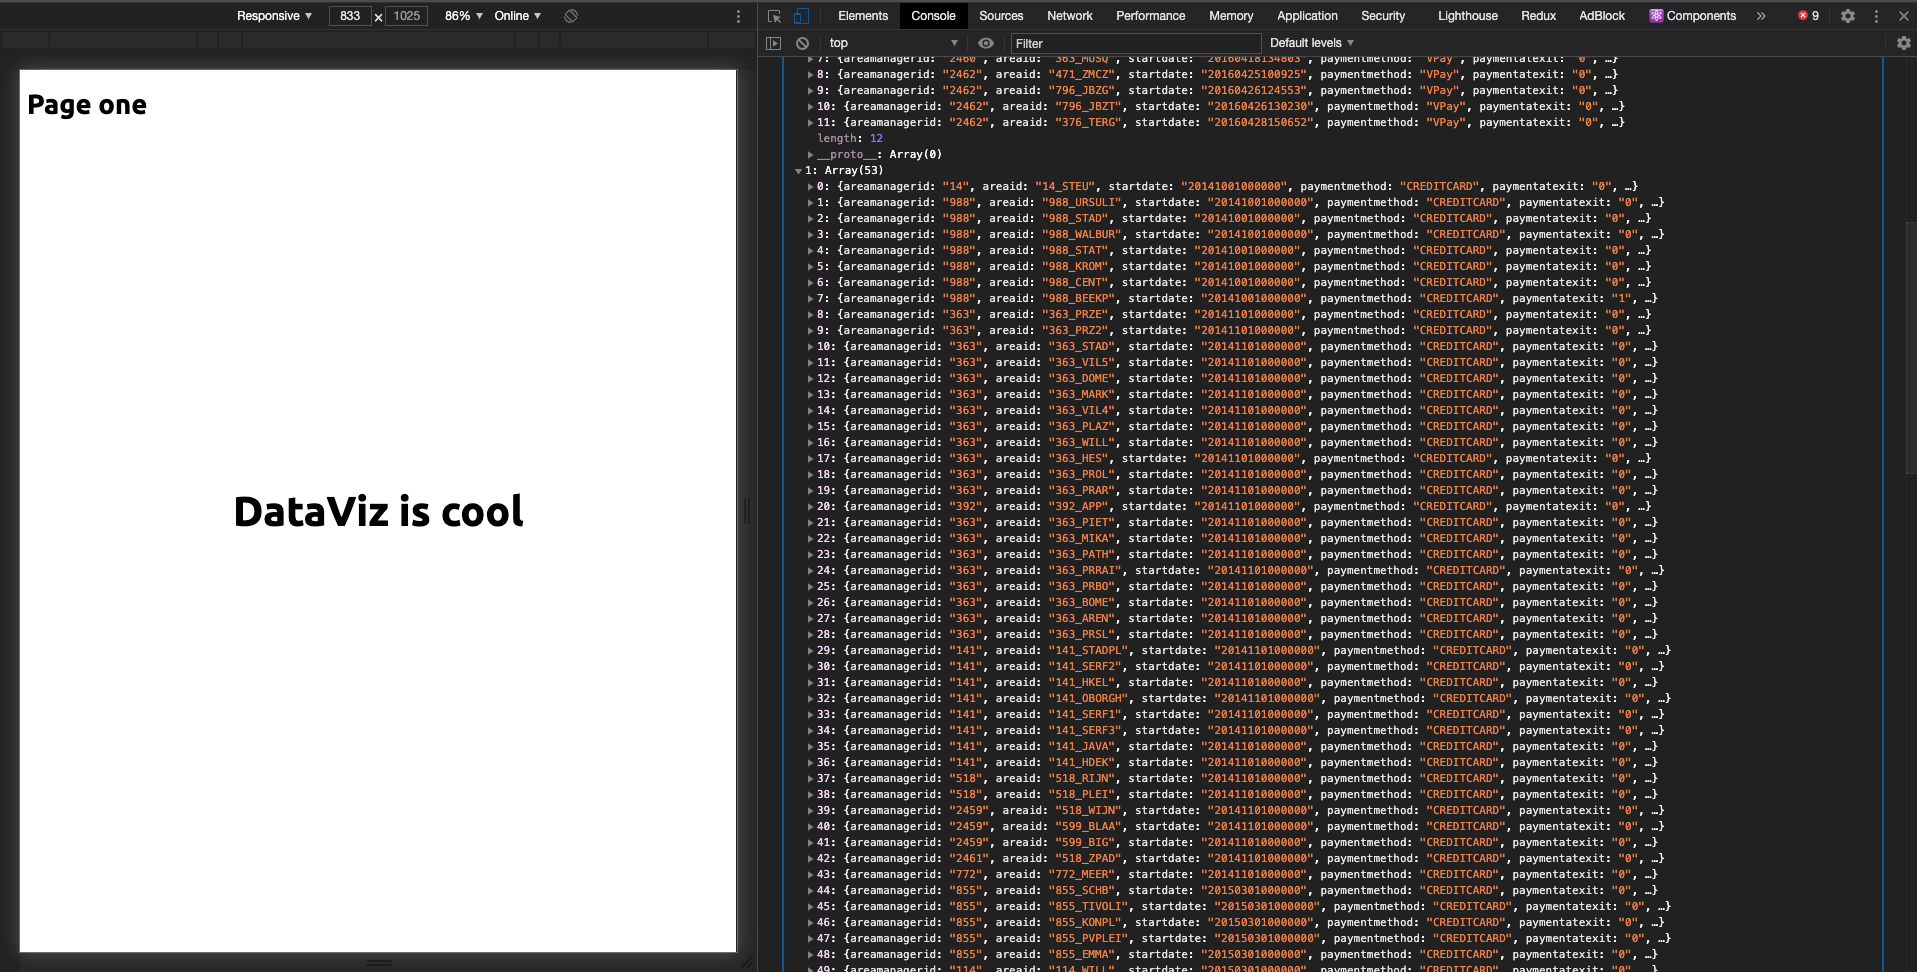 Responsive ▼ 833 × 1025 86% ▼ Online ▼
Page one
DataViz is cool
Elements Console Sources Network Performance Memory Application Security Lighthouse Redux AdBlock Components » 9
top ▼ Filter Default levels ▼
7: {areamanagerid: "2460", areaid: "363_MUSQ", startdate: "20160418134803", paymentmethod: "VPay", paymentatexit: "0", …}
8: {areamanagerid: "2462", areaid: "471_ZMCZ", startdate: "20160425100925", paymentmethod: "VPay", paymentatexit: "0", …}
9: {areamanagerid: "2462", areaid: "796_JBZG", startdate: "20160426124553", paymentmethod: "VPay", paymentatexit: "0", …}
10: {areamanagerid: "2462", areaid: "796_JBZT", startdate: "20160426130230", paymentmethod: "VPay", paymentatexit: "0", …}
11: {areamanagerid: "2462", areaid: "376_TERG", startdate: "20160428150652", paymentmethod: "VPay", paymentatexit: "0", …}
length: 12
__proto__: Array(0)
1: Array(53)
0: {areamanagerid: "14", areaid: "14_STEU", startdate: "20141001000000", paymentmethod: "CREDITCARD", paymentatexit: "0", …}
1: {areamanagerid: "988", areaid: "988_URSULI", startdate: "20141001000000", paymentmethod: "CREDITCARD", paymentatexit: "0", …}
2: {areamanagerid: "988", areaid: "988_STAD", startdate: "20141001000000", paymentmethod: "CREDITCARD", paymentatexit: "0", …}
3: {areamanagerid: "988", areaid: "988_WALBUR", startdate: "20141001000000", paymentmethod: "CREDITCARD", paymentatexit: "0", …}
4: {areamanagerid: "988", areaid: "988_STAT", startdate: "20141001000000", paymentmethod: "CREDITCARD", paymentatexit: "0", …}
5: {areamanagerid: "988", areaid: "988_KROM", startdate: "20141001000000", paymentmethod: "CREDITCARD", paymentatexit: "0", …}
6: {areamanagerid: "988", areaid: "988_CENT", startdate: "20141001000000", paymentmethod: "CREDITCARD", paymentatexit: "0", …}
7: {areamanagerid: "988", areaid: "988_BEEKP", startdate: "20141001000000", paymentmethod: "CREDITCARD", paymentatexit: "1", …}
8: {areamanagerid: "363", areaid: "363_PRZE", startdate: "20141101000000", paymentmethod: "CREDITCARD", paymentatexit: "0", …}
9: {areamanagerid: "363", areaid: "363_PRZ2", startdate: "20141101000000", paymentmethod: "CREDITCARD", paymentatexit: "0", …}
10: {areamanagerid: "363", areaid: "363_STAD", startdate: "20141101000000", paymentmethod: "CREDITCARD", paymentatexit: "0", …}
11: {areamanagerid: "363", areaid: "363_VIL5", startdate: "20141101000000", paymentmethod: "CREDITCARD", paymentatexit: "0", …}
12: {areamanagerid: "363", areaid: "363_DOME", startdate: "20141101000000", paymentmethod: "CREDITCARD", paymentatexit: "0", …}
13: {areamanagerid: "363", areaid: "363_MARK", startdate: "20141101000000", paymentmethod: "CREDITCARD", paymentatexit: "0", …}
14: {areamanagerid: "363", areaid: "363_VIL4", startdate: "20141101000000", paymentmethod: "CREDITCARD", paymentatexit: "0", …}
15: {areamanagerid: "363", areaid: "363_PLAZ", startdate: "20141101000000", paymentmethod: "CREDITCARD", paymentatexit: "0", …}
16: {areamanagerid: "363", areaid: "363_WILL", startdate: "20141101000000", paymentmethod: "CREDITCARD", paymentatexit: "0", …}
17: {areamanagerid: "363", areaid: "363_HES", startdate: "20141101000000", paymentmethod: "CREDITCARD", paymentatexit: "0", …}
18: {areamanagerid: "363", areaid: "363_PROL", startdate: "20141101000000", paymentmethod: "CREDITCARD", paymentatexit: "0", …}
19: {areamanagerid: "363", areaid: "363_PRAR", startdate: "20141101000000", paymentmethod: "CREDITCARD", paymentatexit: "0", …}
20: {areamanagerid: "392", areaid: "392_APP", startdate: "20141101000000", paymentmethod: "CREDITCARD", paymentatexit: "0", …}
21: {areamanagerid: "363", areaid: "363_PIET", startdate: "20141101000000", paymentmethod: "CREDITCARD", paymentatexit: "0", …}
22: {areamanagerid: "363", areaid: "363_MIKA", startdate: "20141101000000", paymentmethod: "CREDITCARD", paymentatexit: "0", …}
23: {areamanagerid: "363", areaid: "363_PATH", startdate: "20141101000000", paymentmethod: "CREDITCARD", paymentatexit: "0", …}
24: {areamanagerid: "363", areaid: "363_PRRAI", startdate: "20141101000000", paymentmethod: "CREDITCARD", paymentatexit: "0", …}
25: {areamanagerid: "363", areaid: "363_PRBO", startdate: "20141101000000", paymentmethod: "CREDITCARD", paymentatexit: "0", …}
26: {areamanagerid: "363", areaid: "363_BOME", startdate: "20141101000000", paymentmethod: "CREDITCARD", paymentatexit: "0", …}
27: {areamanagerid: "363", areaid: "363_AREN", startdate: "20141101000000", paymentmethod: "CREDITCARD", paymentatexit: "0", …}
28: {areamanagerid: "363", areaid: "363_PRSL", startdate: "20141101000000", paymentmethod: "CREDITCARD", paymentatexit: "0", …}
29: {areamanagerid: "141", areaid: "141_STADPL", startdate: "20141101000000", paymentmethod: "CREDITCARD", paymentatexit: "0", …}
30: {areamanagerid: "141", areaid: "141_SERF2", startdate: "20141101000000", paymentmethod: "CREDITCARD", paymentatexit: "0", …}
31: {areamanagerid: "141", areaid: "141_HKEL", startdate: "20141101000000", paymentmethod: "CREDITCARD", paymentatexit: "0", …}
32: {areamanagerid: "141", areaid: "141_OBORGH", startdate: "20141101000000", paymentmethod: "CREDITCARD", paymentatexit: "0", …}
33: {areamanagerid: "141", areaid: "141_SERF1", startdate: "20141101000000", paymentmethod: "CREDITCARD", paymentatexit: "0", …}
34: {areamanagerid: "141", areaid: "141_SERF3", startdate: "20141101000000", paymentmethod: "CREDITCARD", paymentatexit: "0", …}
35: {areamanagerid: "141", areaid: "141_JAVA", startdate: "20141101000000", paymentmethod: "CREDITCARD", paymentatexit: "0", …}
36: {areamanagerid: "141", areaid: "141_HDEK", startdate: "20141101000000", paymentmethod: "CREDITCARD", paymentatexit: "0", …}
37: {areamanagerid: "518", areaid: "518_RIJN", startdate: "20141101000000", paymentmethod: "CREDITCARD", paymentatexit: "0", …}
38: {areamanagerid: "518", areaid: "518_PLEI", startdate: "20141101000000", paymentmethod: "CREDITCARD", paymentatexit: "0", …}
39: {areamanagerid: "2459", areaid: "518_WIJN", startdate: "20141101000000", paymentmethod: "CREDITCARD", paymentatexit: "0", …}
40: {areamanagerid: "2459", areaid: "599_BLAA", startdate: "20141101000000", paymentmethod: "CREDITCARD", paymentatexit: "0", …}
41: {areamanagerid: "2459", areaid: "599_BIG", startdate: "20141101000000", paymentmethod: "CREDITCARD", paymentatexit: "0", …}
42: {areamanagerid: "2461", areaid: "518_ZPAD", startdate: "20141101000000", paymentmethod: "CREDITCARD", paymentatexit: "0", …}
43: {areamanagerid: "772", areaid: "772_MEER", startdate: "20141101000000", paymentmethod: "CREDITCARD", paymentatexit: "0", …}
44: {areamanagerid: "855", areaid: "855_SCHB", startdate: "20150301000000", paymentmethod: "CREDITCARD", paymentatexit: "0", …}
45: {areamanagerid: "855", areaid: "855_TIVOLI", startdate: "20150301000000", paymentmethod: "CREDITCARD", paymentatexit: "0", …}
46: {areamanagerid: "855", areaid: "855_KONPL", startdate: "20150301000000", paymentmethod: "CREDITCARD", paymentatexit: "0", …}
47: {areamanagerid: "855", areaid: "855_PVPLEI", startdate: "20150301000000", paymentmethod: "CREDITCARD", paymentatexit: "0", …}
48: {areamanagerid: "855", areaid: "855_EMMA", startdate: "20150301000000", paymentmethod: "CREDITCARD", paymentatexit: "0", …}
49: {areamanagerid: "114", areaid: "114_WILL", startdate: "20150301000000", paymentmethod: "CREDITCARD", paymentatexit: "0", …}